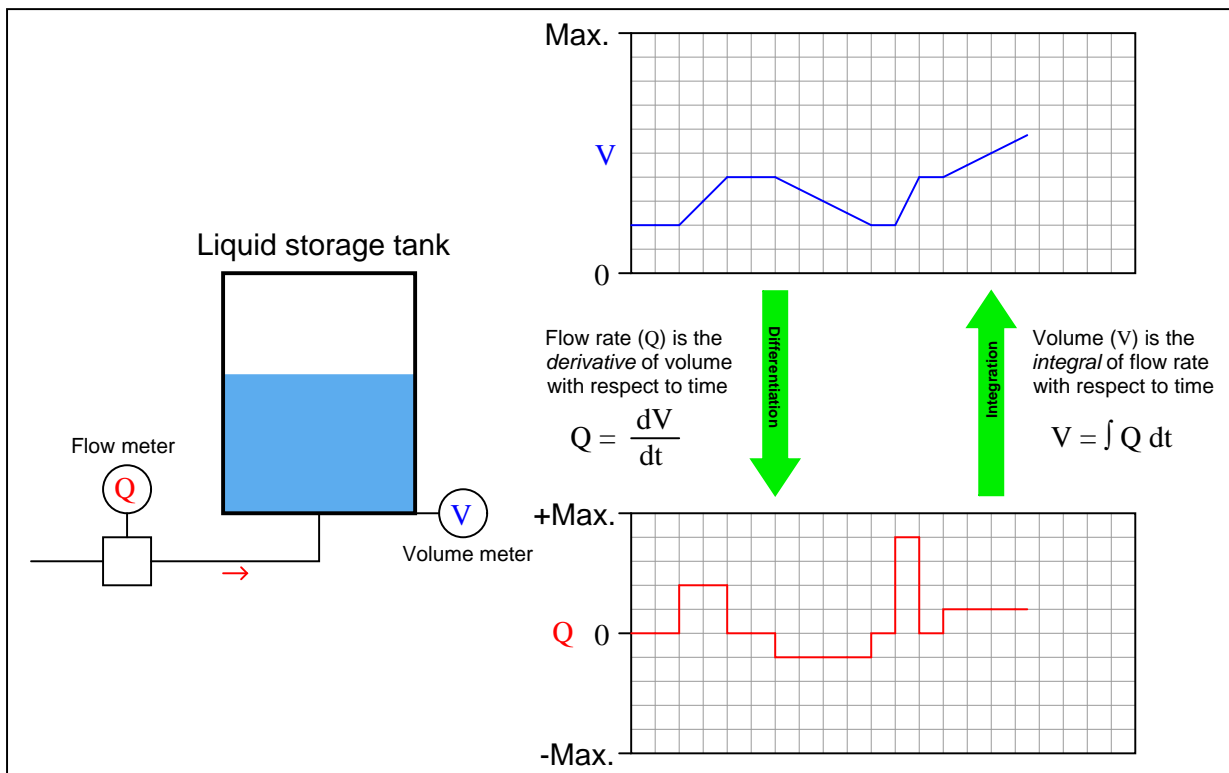 Max.
V
0
Liquid storage tank
Flow meter
Q
V
Volume meter
Flow rate (Q) is the
derivative of volume
with respect to time
Q = dV
dt
Differentiation
Integration
Volume (V) is the
integral of flow rate
with respect to time
V = ∫ Q dt
+Max.
Q 0
-Max.